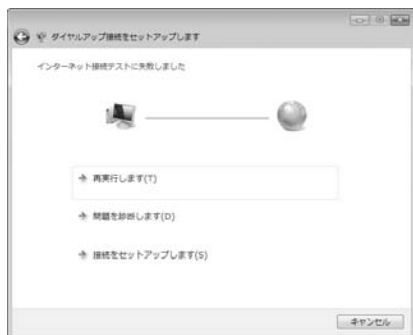 ダイヤルアップ接続をセットアップします
インターネット接続テストに失敗しました
再実行します(T)
問題を診断します(D)
接続をセットアップします(S)
キャンセル